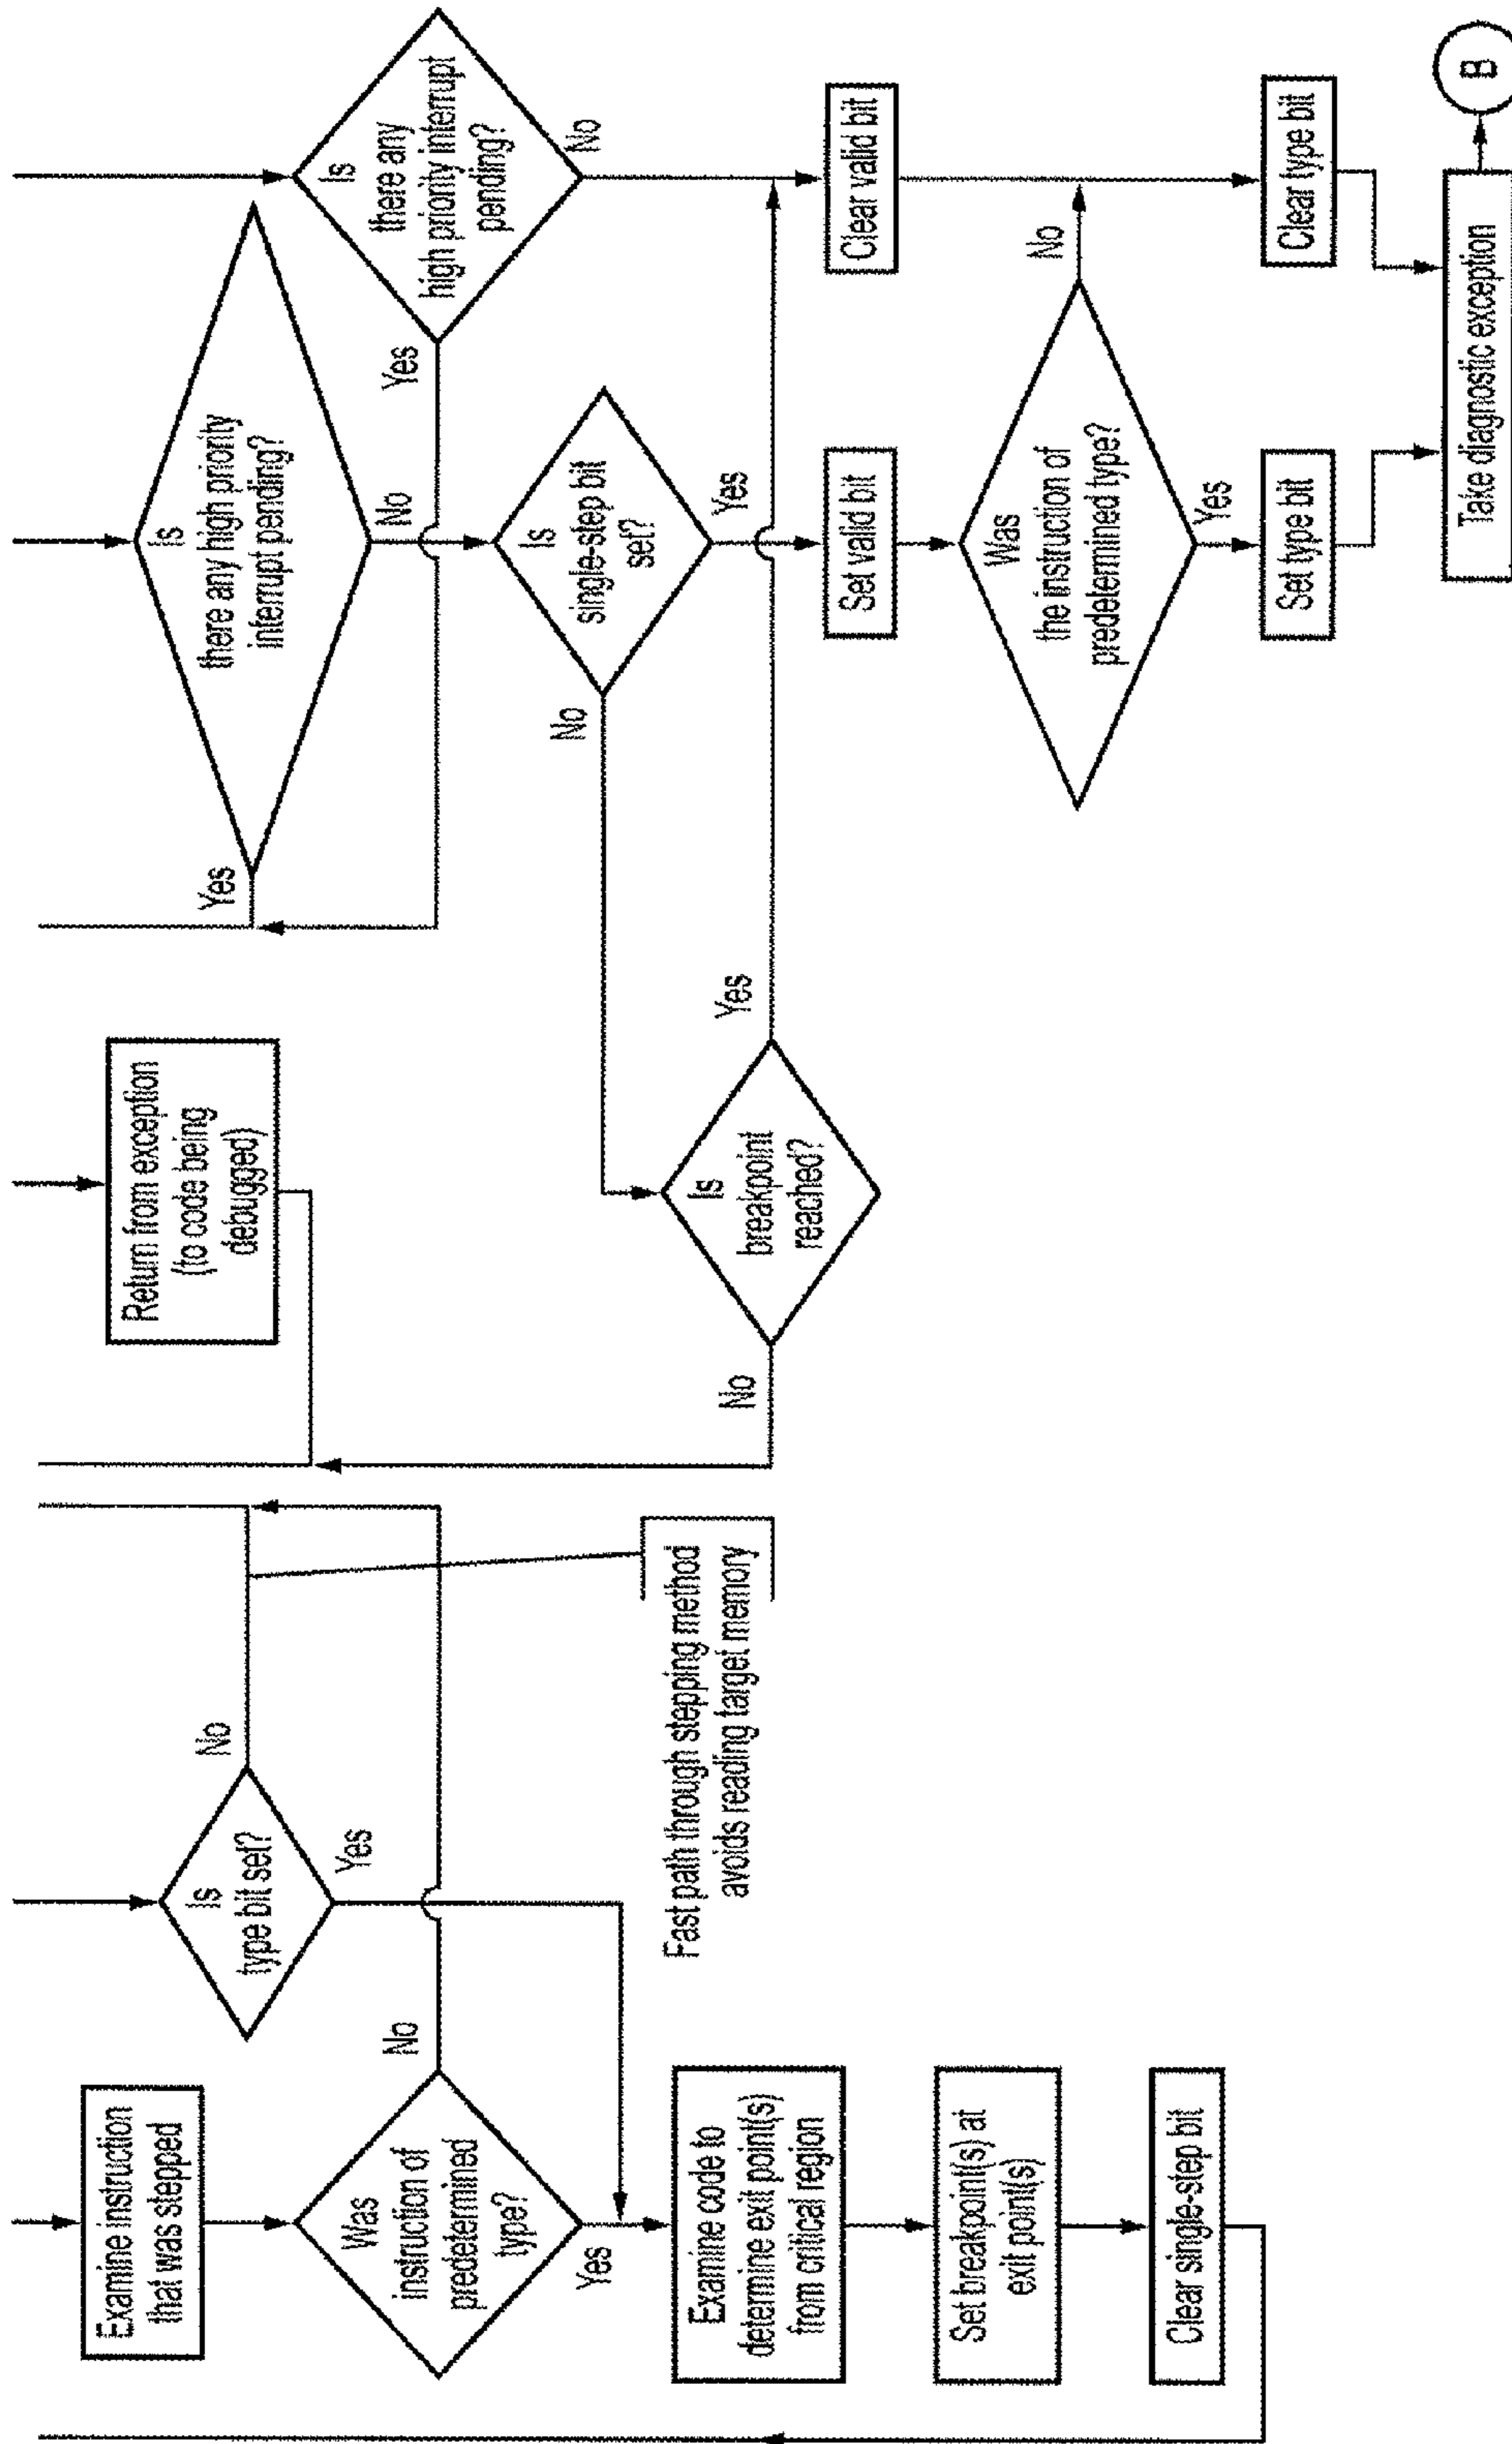 Examine instruction
that was stepped
Was
instruction of
predetermined
type?
No
Yes
Examine code to
determine exit point(s)
from critical region
Set breakpoint(s) at
exit point(s)
Clear single-step bit
Is
type bit set?
No
Yes
Fast path through stepping method
avoids reading target memory
Return from exception
(to code being
debugged)
Is
breakpoint
reached?
No
Yes
Is
there any high priority
interrupt pending?
Yes
No
Is
single-step bit
set?
No
Yes
Set valid bit
Was
the instruction of
predetermined type?
No
Yes
Set type bit
Is
there any
high priority interrupt
pending?
Yes
No
Clear valid bit
Clear type bit
Take diagnostic exception
B